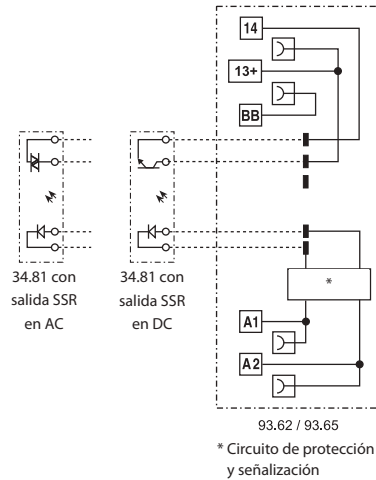 14
13+
BB
34.81 con
salida SSR
en AC
34.81 con
salida SSR
en DC
*
A1
A2
93.62 / 93.65
* Circuito de protección
y señalización